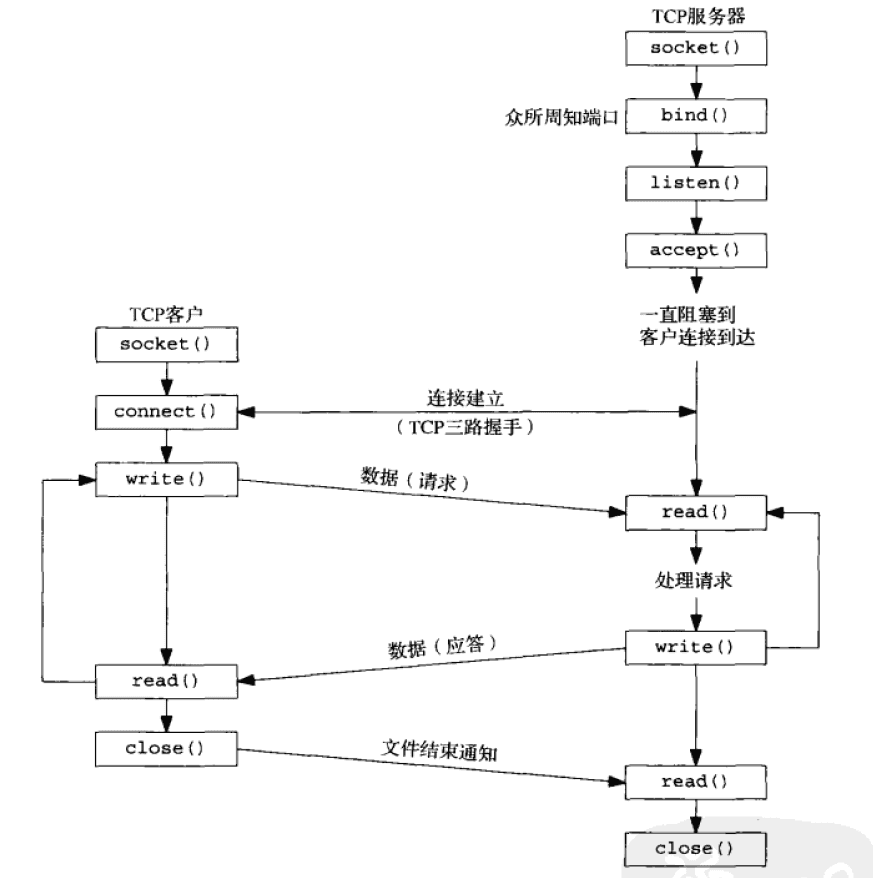 TCP服务器
socket()
众所周知端口
bind()
listen()
accept()
一直阻塞到
客户连接到达
TCP客户
socket()
connect()
连接建立
（TCP三路握手）
write()
数据（请求）
read()
处理请求
write()
数据（应答）
read()
close()
文件结束通知
read()
close()